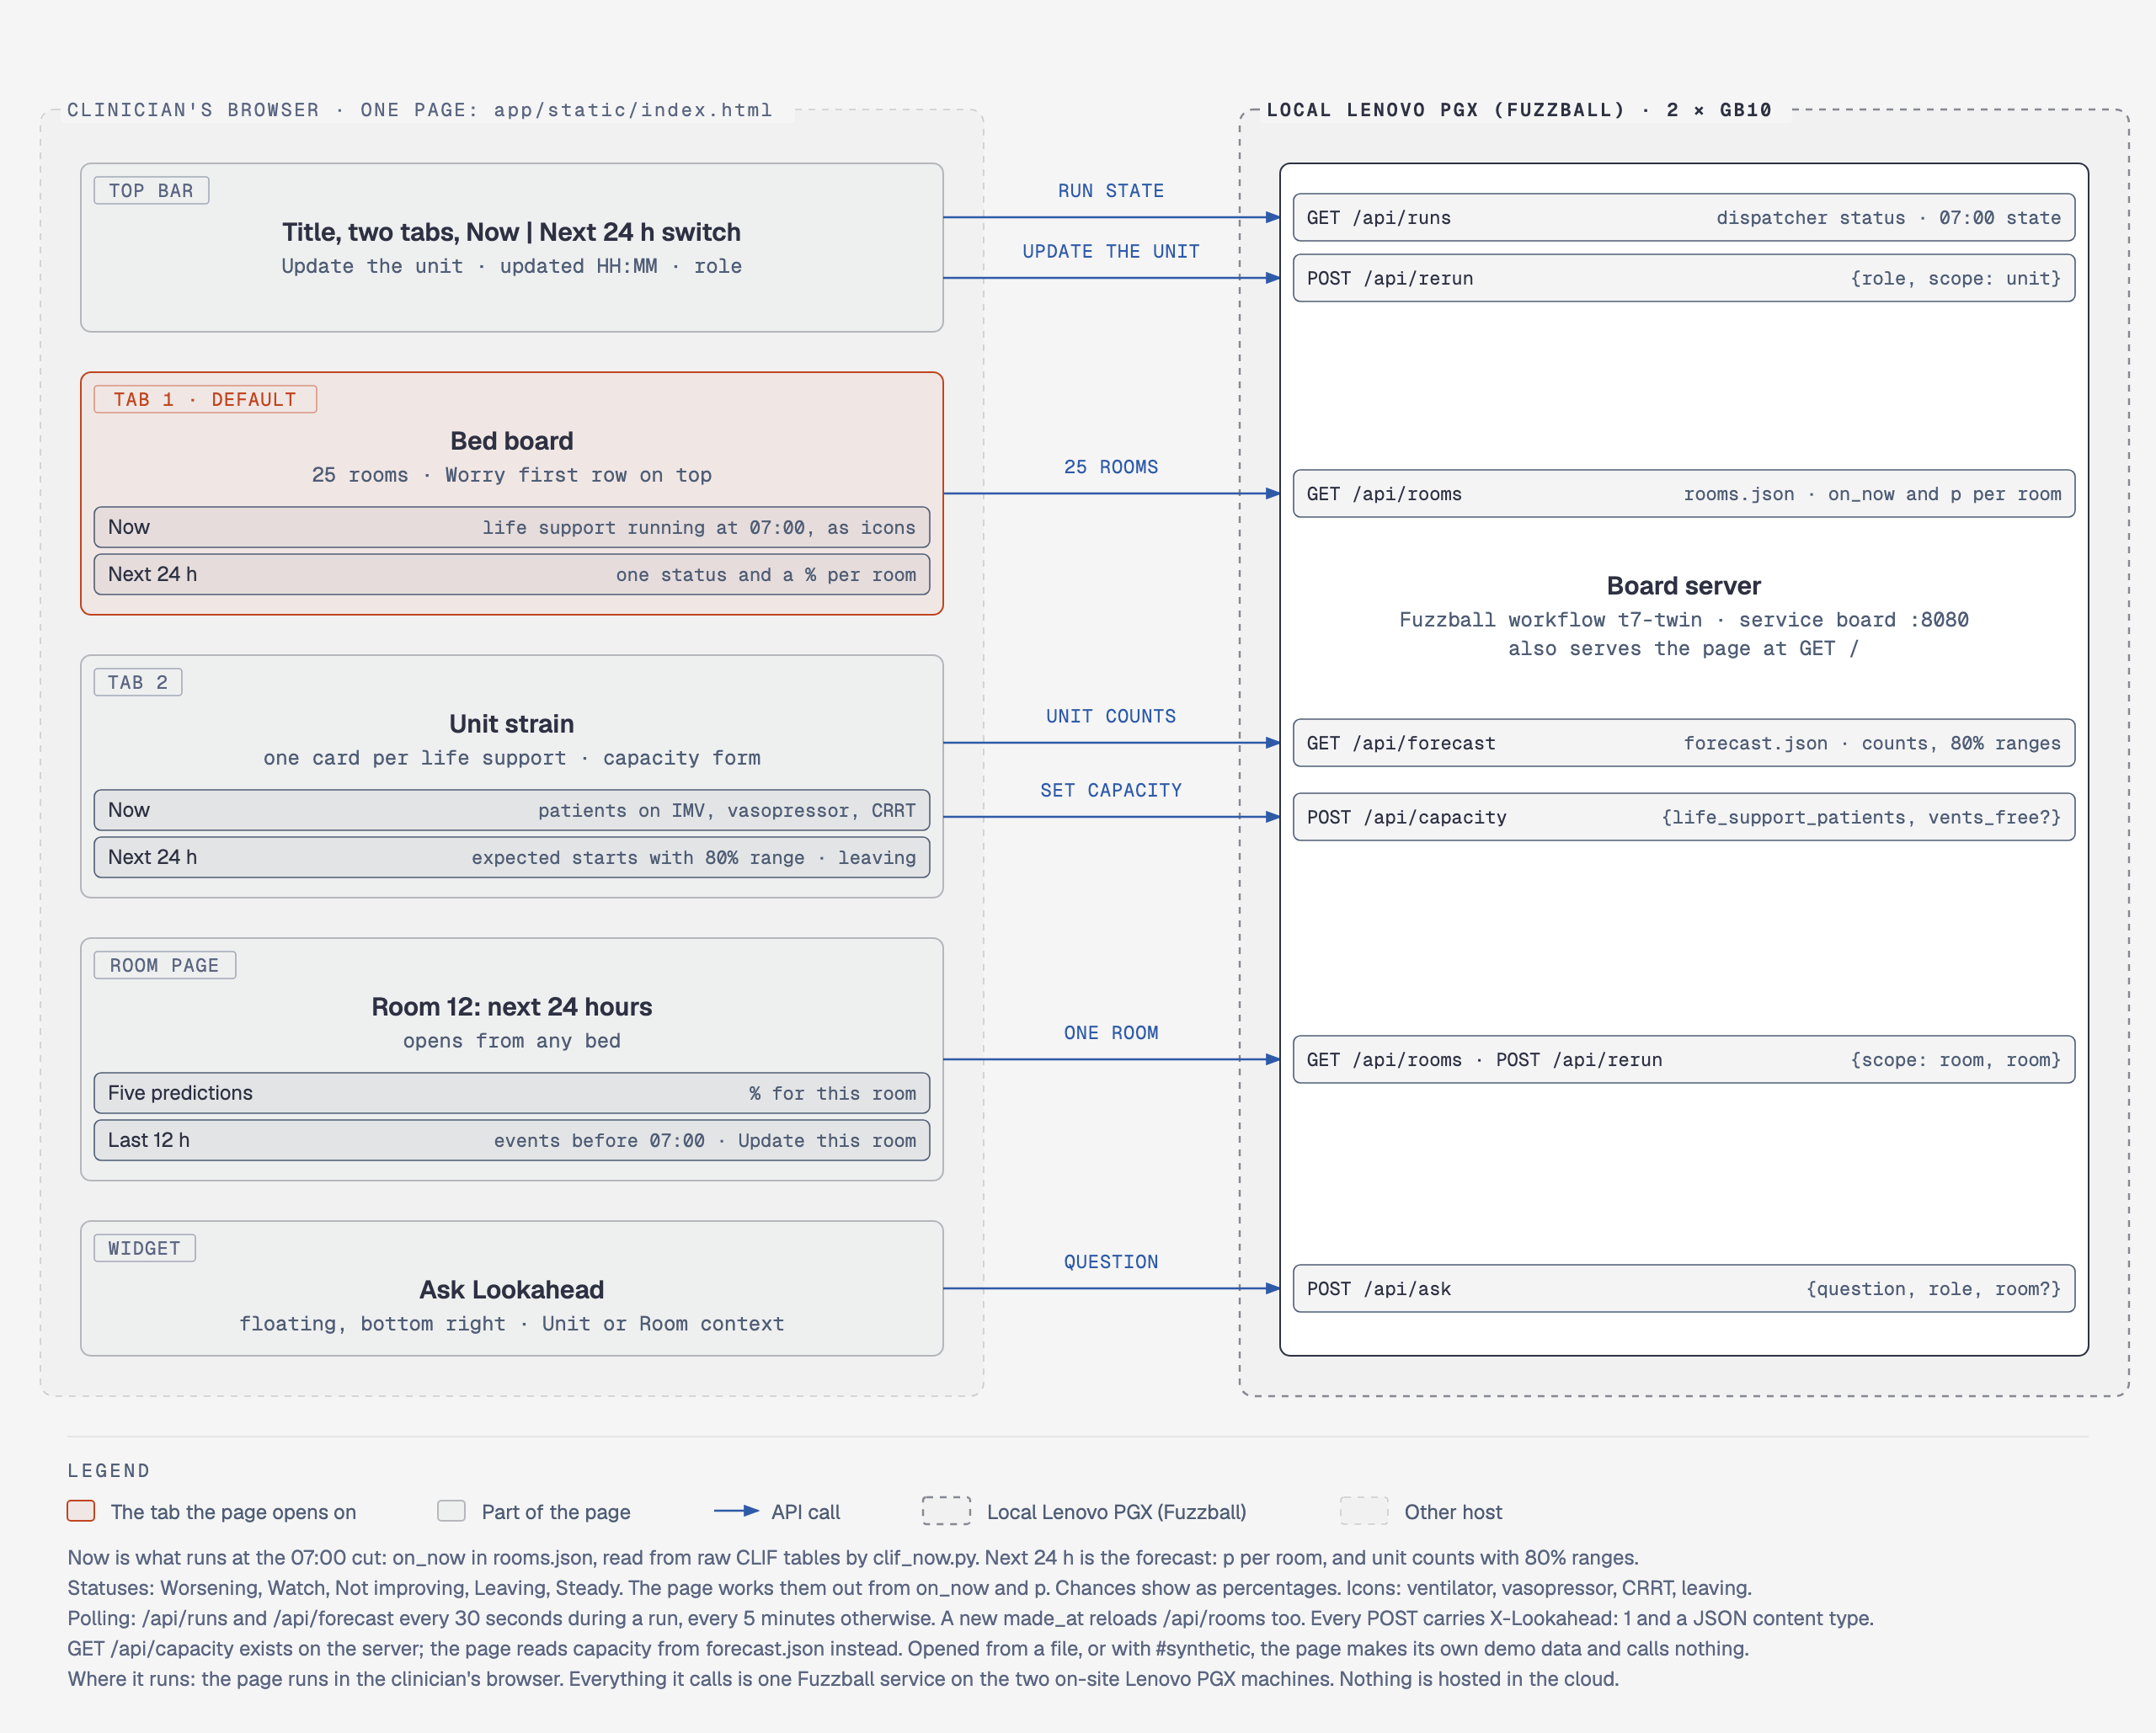 CLINICIAN'S BROWSER · ONE PAGE: app/static/index.html
TOP BAR
Title, two tabs, Now | Next 24 h switch
Update the unit · updated HH:MM · role
TAB 1 · DEFAULT
Bed board
25 rooms · Worry first row on top
Now life support running at 07:00, as icons
Next 24 h one status and a % per room
TAB 2
Unit strain
one card per life support · capacity form
Now patients on IMV, vasopressor, CRRT
Next 24 h expected starts with 80% range · leaving
ROOM PAGE
Room 12: next 24 hours
opens from any bed
Five predictions % for this room
Last 12 h events before 07:00 · Update this room
WIDGET
Ask Lookahead
floating, bottom right · Unit or Room context
RUN STATE
UPDATE THE UNIT
25 ROOMS
UNIT COUNTS
SET CAPACITY
ONE ROOM
QUESTION
LOCAL LENOVO PGX (FUZZBALL) · 2 × GB10
GET /api/runs dispatcher status · 07:00 state
POST /api/rerun {role, scope: unit}
GET /api/rooms rooms.json · on_now and p per room
Board server
Fuzzball workflow t7-twin · service board :8080
also serves the page at GET /
GET /api/forecast forecast.json · counts, 80% ranges
POST /api/capacity {life_support_patients, vents_free?}
GET /api/rooms · POST /api/rerun {scope: room, room}
POST /api/ask {question, role, room?}
LEGEND
The tab the page opens on
Part of the page
API call
Local Lenovo PGX (Fuzzball)
Other host
Now is what runs at the 07:00 cut: on_now in rooms.json, read from raw CLIF tables by clif_now.py. Next 24 h is the forecast: p per room, and unit counts with 80% ranges.
Statuses: Worsening, Watch, Not improving, Leaving, Steady. The page works them out from on_now and p. Chances show as percentages. Icons: ventilator, vasopressor, CRRT, leaving.
Polling: /api/runs and /api/forecast every 30 seconds during a run, every 5 minutes otherwise. A new made_at reloads /api/rooms too. Every POST carries X-Lookahead: 1 and a JSON content type.
GET /api/capacity exists on the server; the page reads capacity from forecast.json instead. Opened from a file, or with #synthetic, the page makes its own demo data and calls nothing.
Where it runs: the page runs in the clinician's browser. Everything it calls is one Fuzzball service on the two on-site Lenovo PGX machines. Nothing is hosted in the cloud.